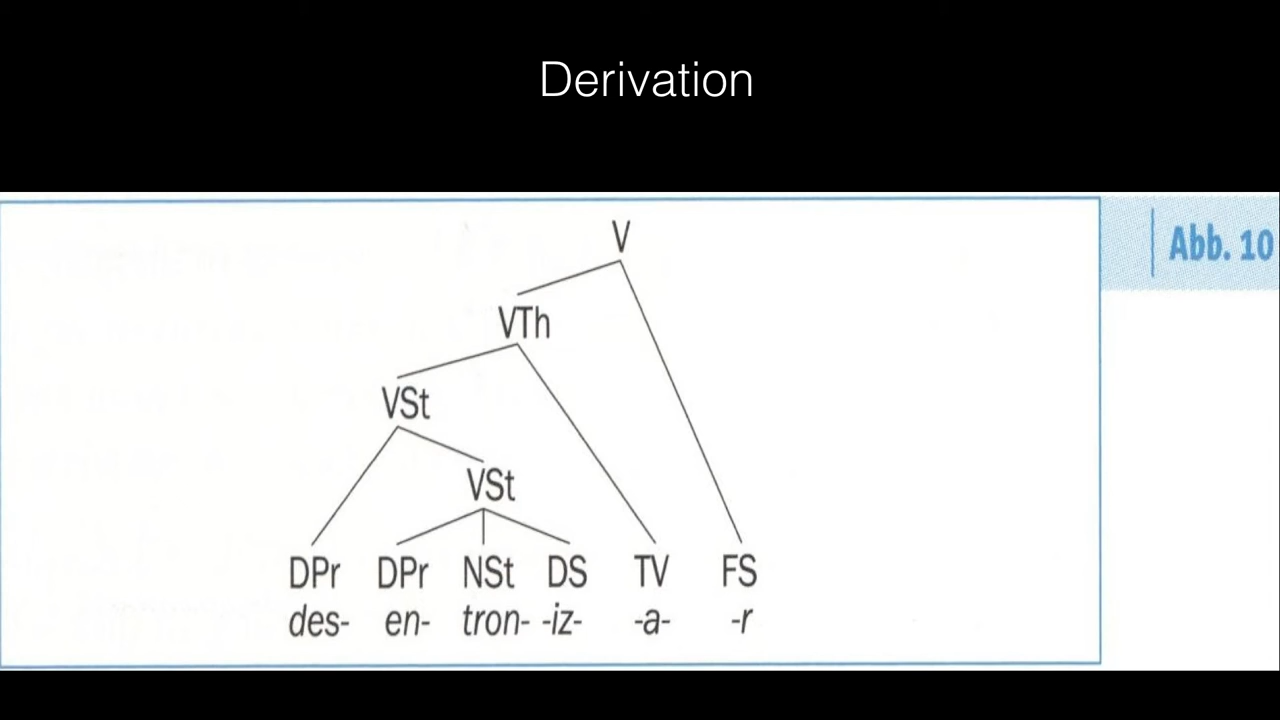 Derivation
Abb. 10
V
VTh
VSt
VSt
DPr DPr NSt DS TV FS
des- en- tron- -iz- -a- -r